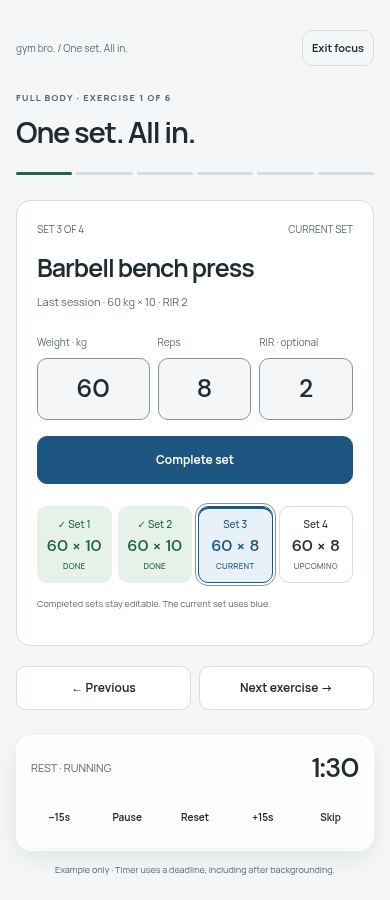 gym bro. / One set. All in.
Exit focus
FULL BODY · EXERCISE 1 OF 6
One set. All in.
SET 3 OF 4
CURRENT SET
Barbell bench press
Last session · 60 kg × 10 · RIR 2
Weight · kg
Reps
RIR · optional
60
8
2
Complete set
✓ Set 1
60 × 10
DONE
✓ Set 2
60 × 10
DONE
Set 3
60 × 8
CURRENT
Set 4
60 × 8
UPCOMING
Completed sets stay editable. The current set uses blue.
← Previous
Next exercise →
REST · RUNNING
1:30
−15s
Pause
Reset
+15s
Skip
Example only · Timer uses a deadline, including after backgrounding.